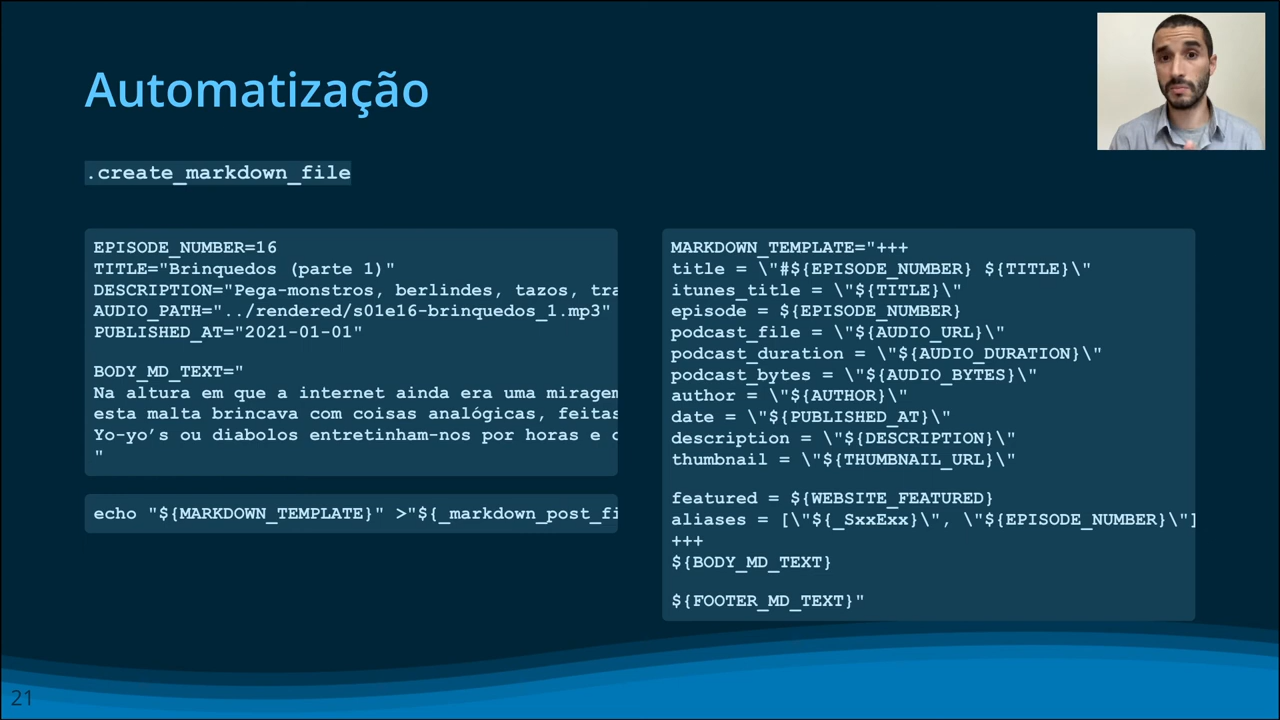 Automatização
.create_markdown_file
EPISODE_NUMBER=16
TITLE="Brinquedos (parte 1)"
DESCRIPTION="Pega-monstros, berlindes, tazos, tra
AUDIO_PATH="../rendered/s01e16-brinquedos_1.mp3"
PUBLISHED_AT="2021-01-01"
BODY_MD_TEXT="
Na altura em que a internet ainda era uma miragem
esta malta brincava com coisas analógicas, feitas
Yo-yo’s ou diabolos entretinham-nos por horas e c
"
echo "${MARKDOWN_TEMPLATE}" >"${_markdown_post_fi
MARKDOWN_TEMPLATE="+++
title = \"#${EPISODE_NUMBER} ${TITLE}\"
itunes_title = \"${TITLE}\"
episode = ${EPISODE_NUMBER}
podcast_file = \"${AUDIO_URL}\"
podcast_duration = \"${AUDIO_DURATION}\"
podcast_bytes = \"${AUDIO_BYTES}\"
author = \"${AUTHOR}\"
date = \"${PUBLISHED_AT}\"
description = \"${DESCRIPTION}\"
thumbnail = \"${THUMBNAIL_URL}\"
featured = ${WEBSITE_FEATURED}
aliases = [\"${_SxxExx}\", \"${EPISODE_NUMBER}\"]
+++
${BODY_MD_TEXT}
${FOOTER_MD_TEXT}"
21